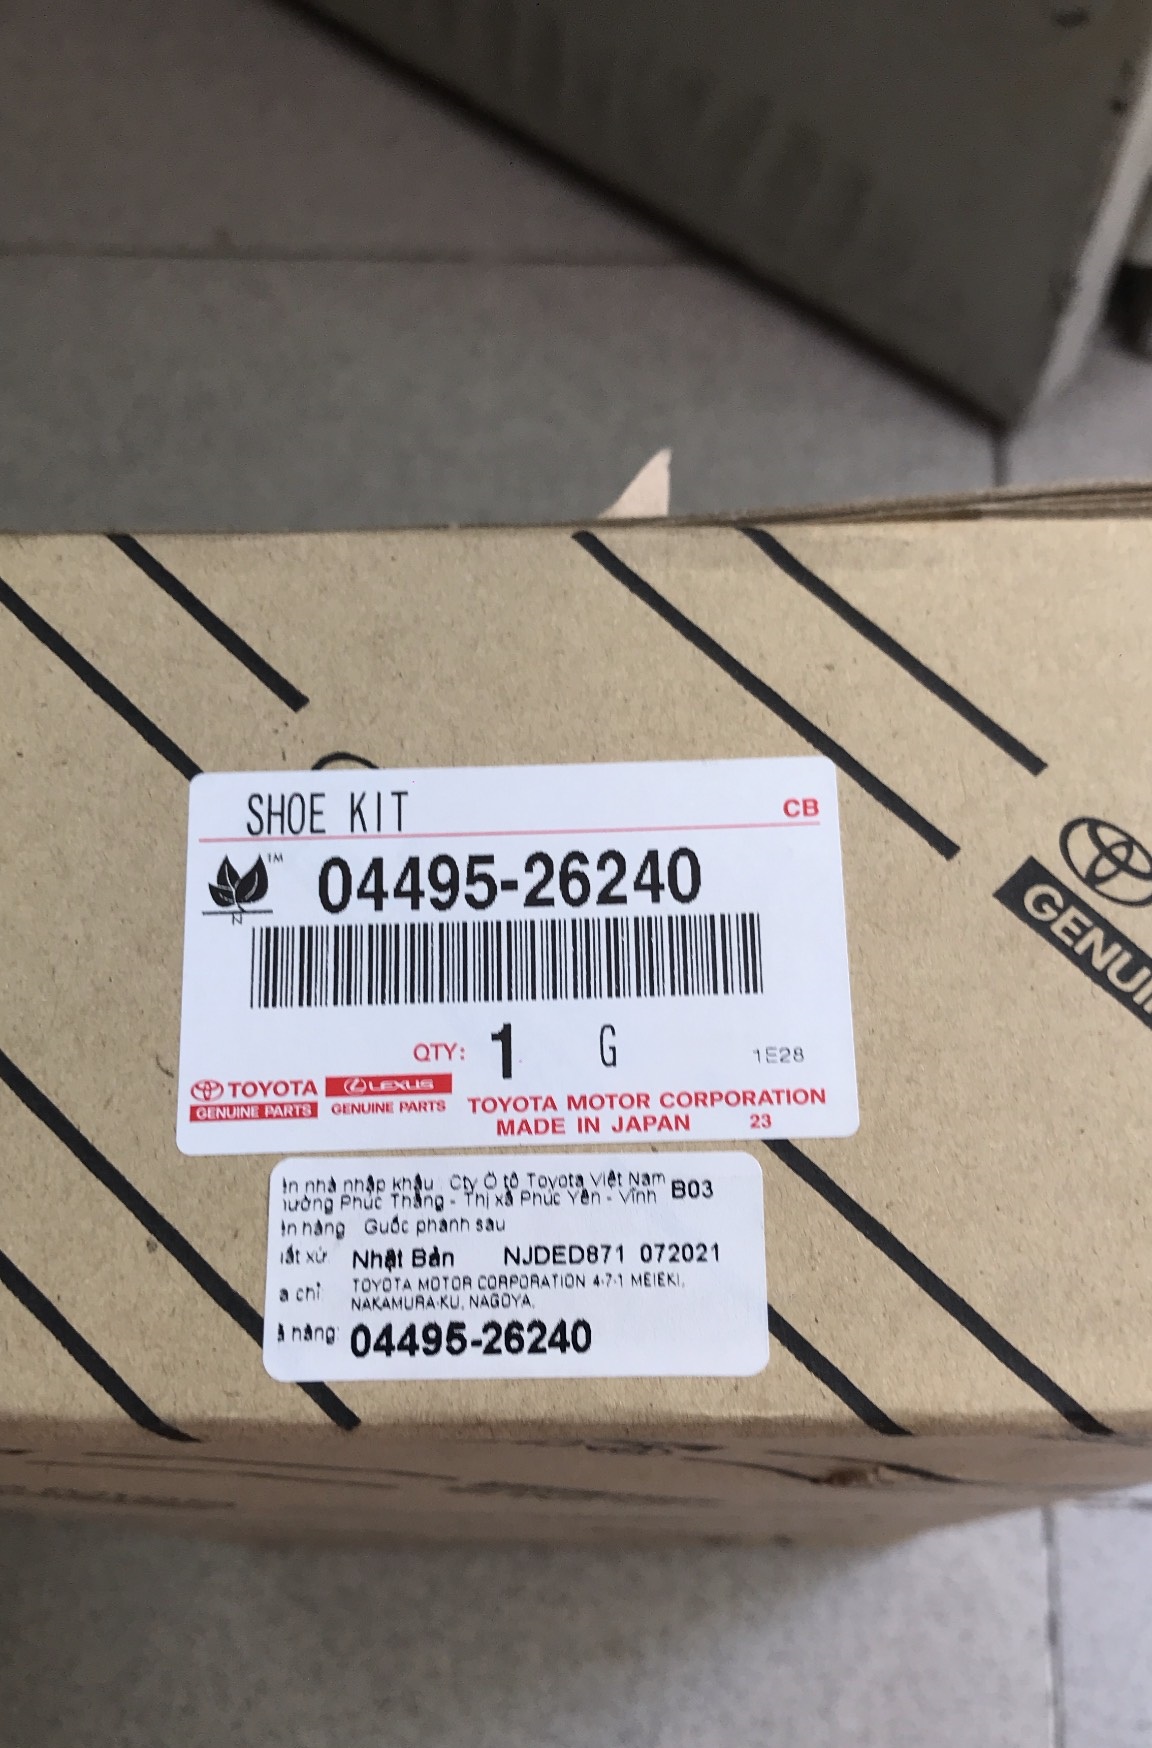 SHOE KIT
CB
TM
04495-26240
N
QTY: 1 G 1E28
TOYOTA
GENUINE PARTS
LEXUS
GENUINE PARTS
TOYOTA MOTOR CORPORATION
MADE IN JAPAN 23
GENUI
ìn nhà nhập khẩu Cty Ô tô Toyota Việt Nam
ường Phúc Thắng - Thị xã Phúc Yên - Vĩnh B03
ìn hàng Guốc phanh sau
ất xứ Nhật Bản NJDED871 072021
a chỉ: TOYOTA MOTOR CORPORATION 4-7-1 MEIEKI,
NAKAMURA-KU, NAGOYA,
à hàng: 04495-26240